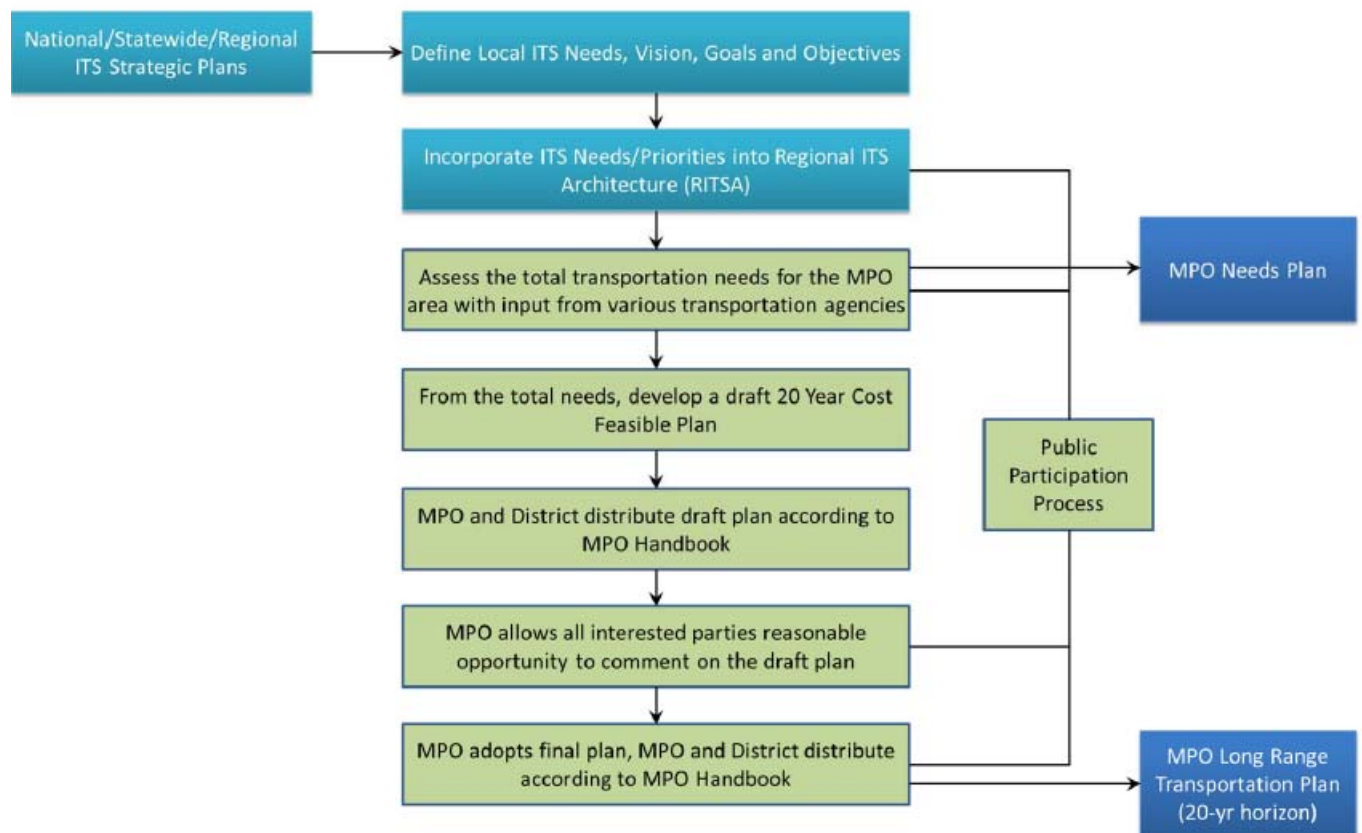 National/Statewide/Regional
ITS Strategic Plans
Define Local ITS Needs, Vision, Goals and Objectives
Incorporate ITS Needs/Priorities into Regional ITS
Architecture (RITSA)
Assess the total transportation needs for the MPO
area with input from various transportation agencies
MPO Needs Plan
From the total needs, develop a draft 20 Year Cost
Feasible Plan
Public
Participation
Process
MPO and District distribute draft plan according to
MPO Handbook
MPO allows all interested parties reasonable
opportunity to comment on the draft plan
MPO adopts final plan, MPO and District distribute
according to MPO Handbook
MPO Long Range
Transportation Plan
(20-yr horizon)